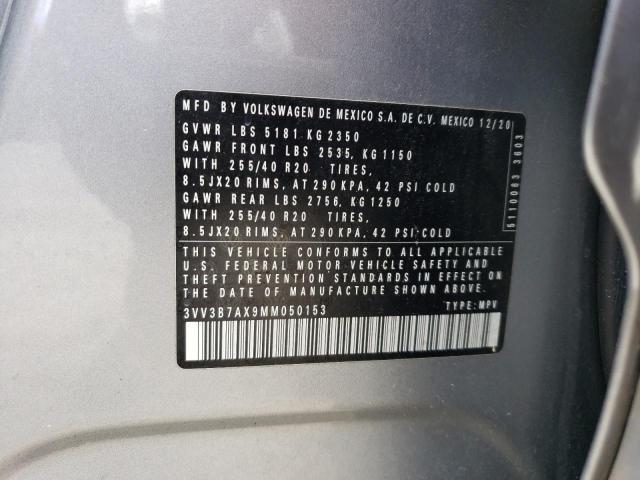 MFD BY VOLKSWAGEN DE MEXICO S.A. DE C.V. MEXICO 12/20
GVWR LBS 5181 KG 2350
GAWR FRONT LBS 2535, KG 1150
WITH 255/40 R20 TIRES,
8.5JX20 RIMS, AT 290 KPA, 42 PSI COLD
GAWR REAR LBS 2756, KG 1250
WITH 255/40 R20 TIRES,
8.5JX20 RIMS, AT 290 KPA, 42 PSI COLD
THIS VEHICLE CONFORMS TO ALL APPLICABLE
U.S. FEDERAL MOTOR VEHICLE SAFETY AND
THEFT PREVENTION STANDARDS IN EFFECT ON
THE DATE OF MANUFACTURE SHOWN ABOVE.
3VV3B7AX9MM050153 TYPE: MPV
5110063 3603